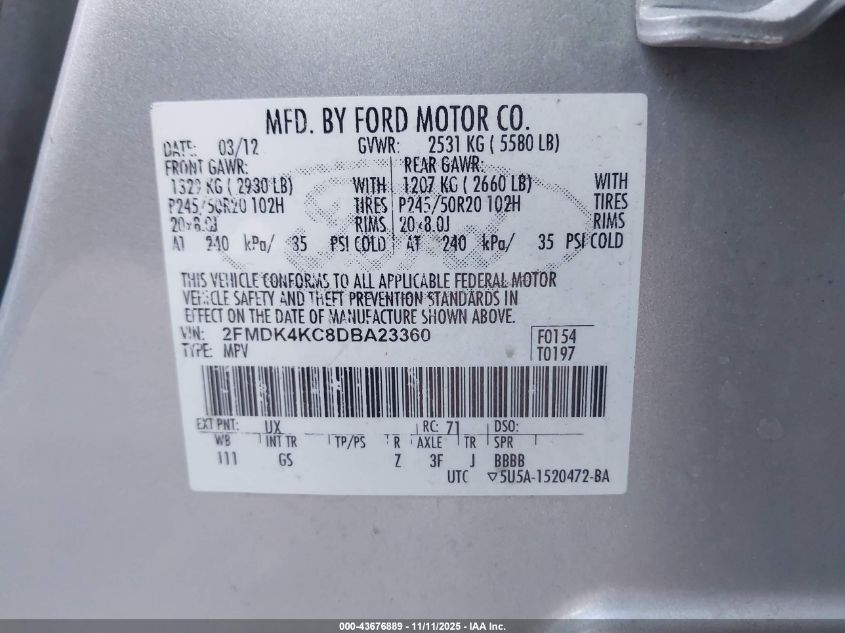 MFD. BY FORD MOTOR CO.
DATE: 03/12 GVWR: 2531 KG ( 5580 LB)
FRONT GAWR: REAR GAWR:
1329 KG ( 2930 LB) WITH 1207 KG ( 2660 LB) WITH
P245/50R20 102H TIRES P245/50R20 102H TIRES
20x8.0J RIMS 20x8.0J RIMS
AT 240 kPa/ 35 PSI COLD AT 240 kPa/ 35 PSI COLD
THIS VEHICLE CONFORMS TO ALL APPLICABLE FEDERAL MOTOR
VEHICLE SAFETY AND THEFT PREVENTION STANDARDS IN
EFFECT ON THE DATE OF MANUFACTURE SHOWN ABOVE.
VIN: 2FMDK4KC8DBA23360 F0154
TYPE: MPV T0197
EXT PNT: UX RC: 71 DSO:
WB INT TR TP/PS R AXLE TR SPR
111 GS Z 3F J BBBB
UTC ▽5U5A-1520472-BA
000-43676889 - 11/11/2025 - IAA Inc.